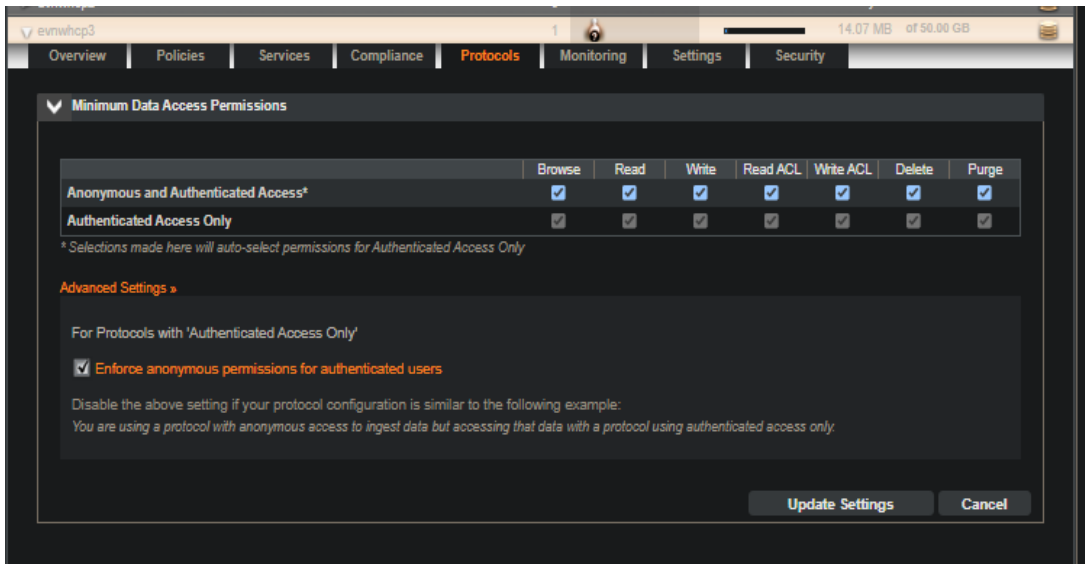 evnwhcp3 1 14.07 MB of 50.00 GB
Overview Policies Services Compliance Protocols Monitoring Settings Security
Minimum Data Access Permissions
Browse Read Write Read ACL Write ACL Delete Purge
Anonymous and Authenticated Access*
Authenticated Access Only
* Selections made here will auto-select permissions for Authenticated Access Only
Advanced Settings »
For Protocols with 'Authenticated Access Only'
Enforce anonymous permissions for authenticated users
Disable the above setting if your protocol configuration is similar to the following example:
You are using a protocol with anonymous access to ingest data but accessing that data with a protocol using authenticated access only.
Update Settings Cancel